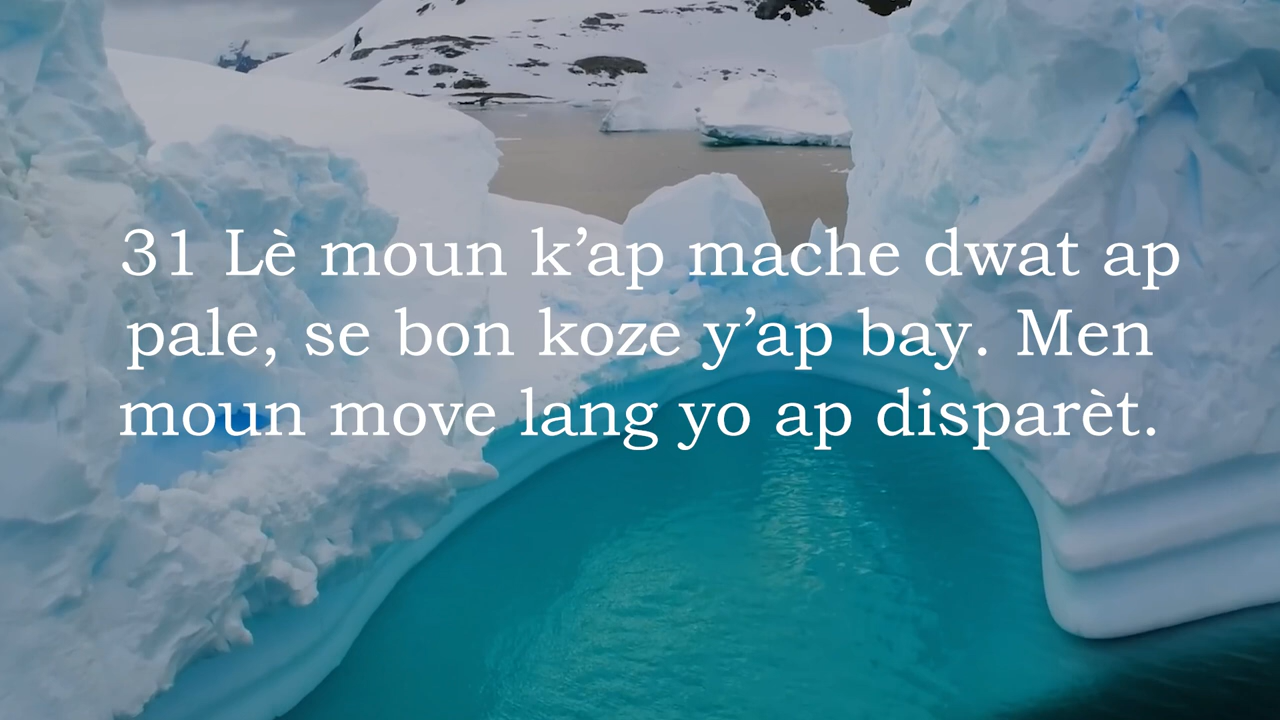 31 Lè moun k’ap mache dwat ap
pale, se bon koze y’ap bay. Men
moun move lang yo ap disparèt.